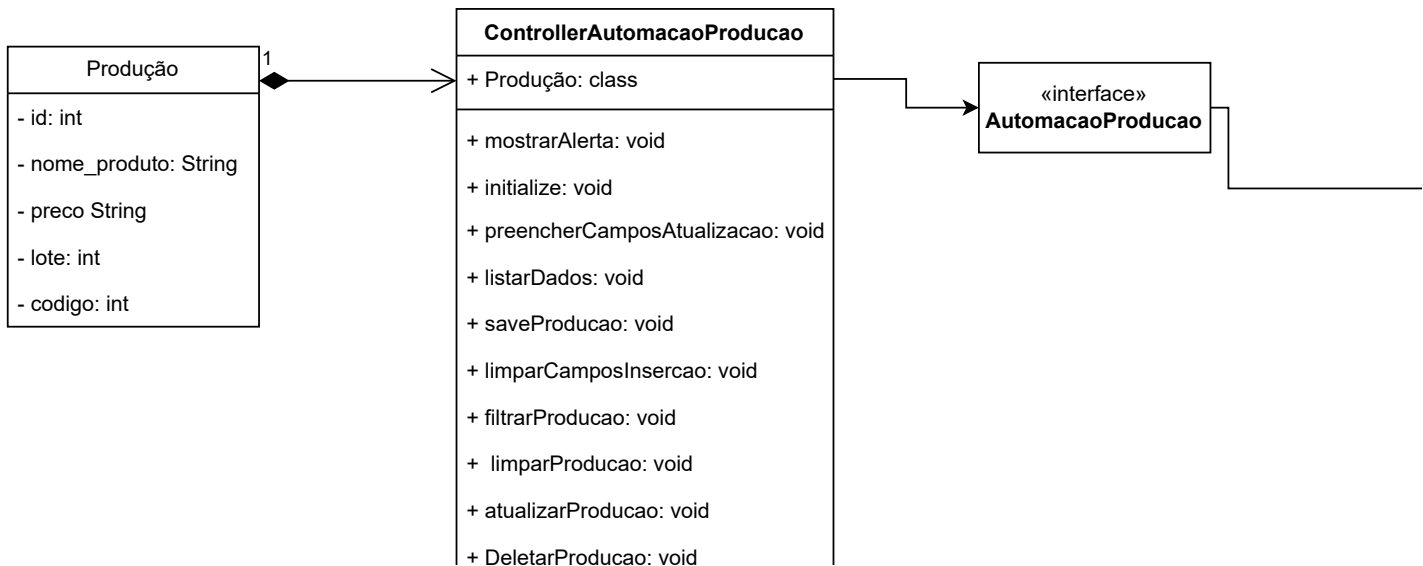 Produção
- id: int
- nome_produto: String
- preco String
- lote: int
- codigo: int
1
ControllerAutomacaoProducao
+ Produção: class
+ mostrarAlerta: void
+ initialize: void
+ preencherCamposAtualizacao: void
+ listarDados: void
+ saveProducao: void
+ limparCamposInsercao: void
+ filtrarProducao: void
+ limparProducao: void
+ atualizarProducao: void
+ DeletarProducao: void
«interface»
AutomacaoProducao